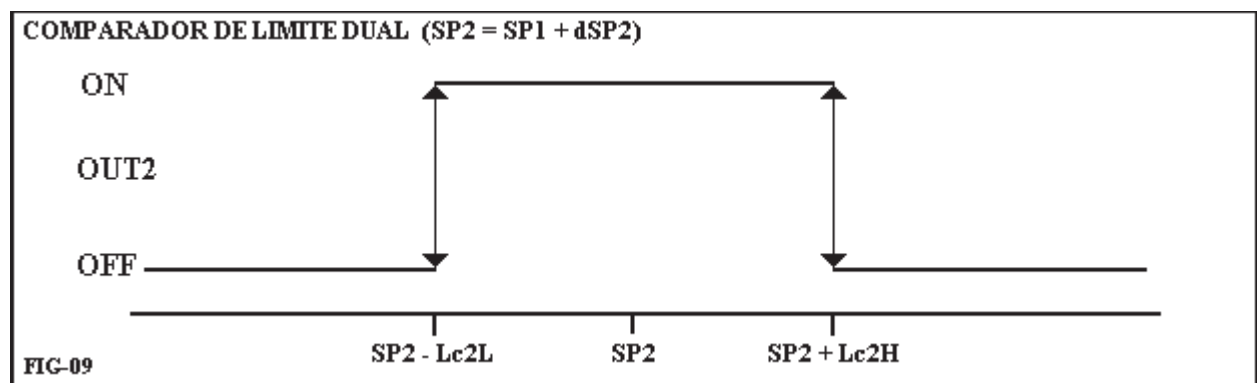 COMPARADOR DE LIMITE DUAL (SP2 = SP1 + dSP2)
ON
OUT2
OFF
SP2 - Lc2L
SP2
SP2 + Lc2H
FIG-09